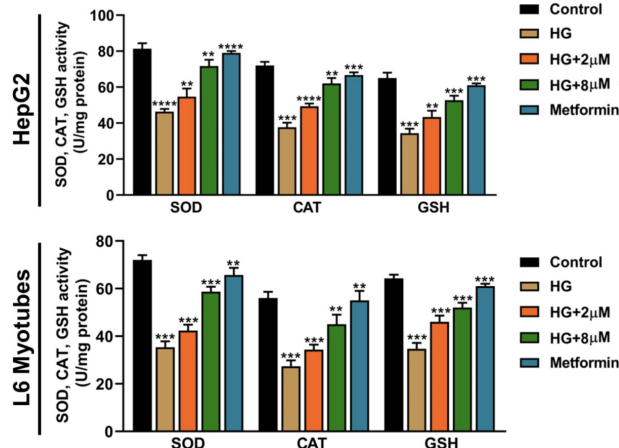 HepG2
SOD, CAT, GSH activity
(U/mg protein)
100
80
60
40
20
0
**** ** ** ****
*** **** ** ***
*** ** *** ***
SOD CAT GSH
Control
HG
HG+2μM
HG+8μM
Metformin
L6 Myotubes
SOD, CAT, GSH activity
(U/mg protein)
80
60
40
20
0
*** *** *** **
*** *** ** **
*** *** *** ***
SOD CAT GSH
Control
HG
HG+2μM
HG+8μM
Metformin